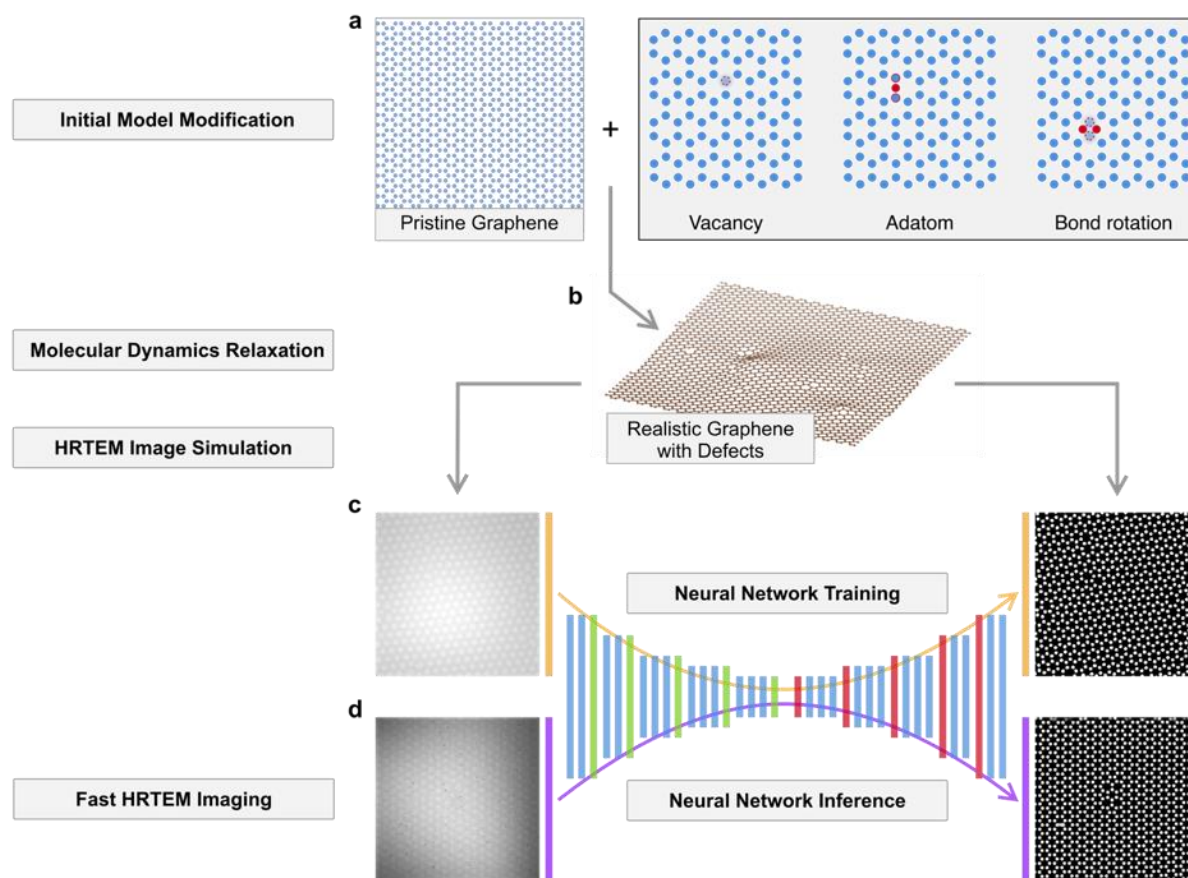 a
Initial Model Modification
+
Pristine Graphene
Vacancy
Adatom
Bond rotation
b
Molecular Dynamics Relaxation
HRTEM Image Simulation
Realistic Graphene
with Defects
c
Neural Network Training
d
Fast HRTEM Imaging
Neural Network Inference